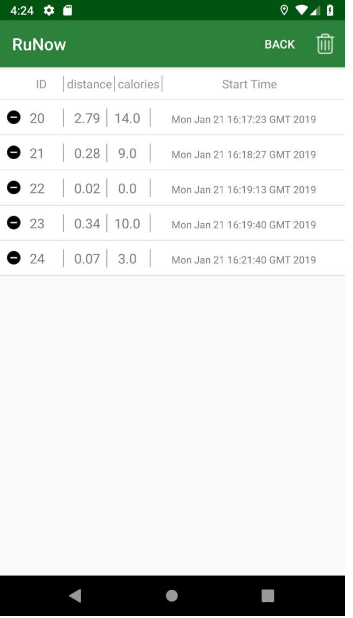 4:24
RuNow BACK
ID distance calories Start Time
20 2.79 14.0 Mon Jan 21 16:17:23 GMT 2019
21 0.28 9.0 Mon Jan 21 16:18:27 GMT 2019
22 0.02 0.0 Mon Jan 21 16:19:13 GMT 2019
23 0.34 10.0 Mon Jan 21 16:19:40 GMT 2019
24 0.07 3.0 Mon Jan 21 16:21:40 GMT 2019